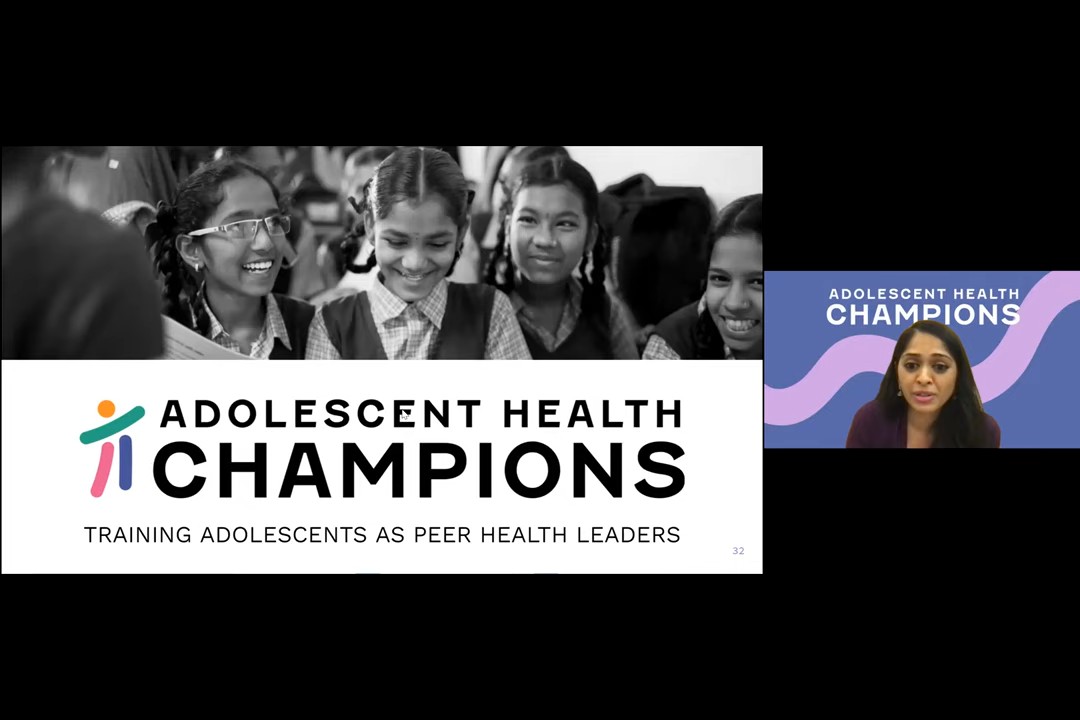 ADOLESCENT HEALTH
CHAMPIONS
TRAINING ADOLESCENTS AS PEER HEALTH LEADERS
32
ADOLESCENT HEALTH
CHAMPIONS